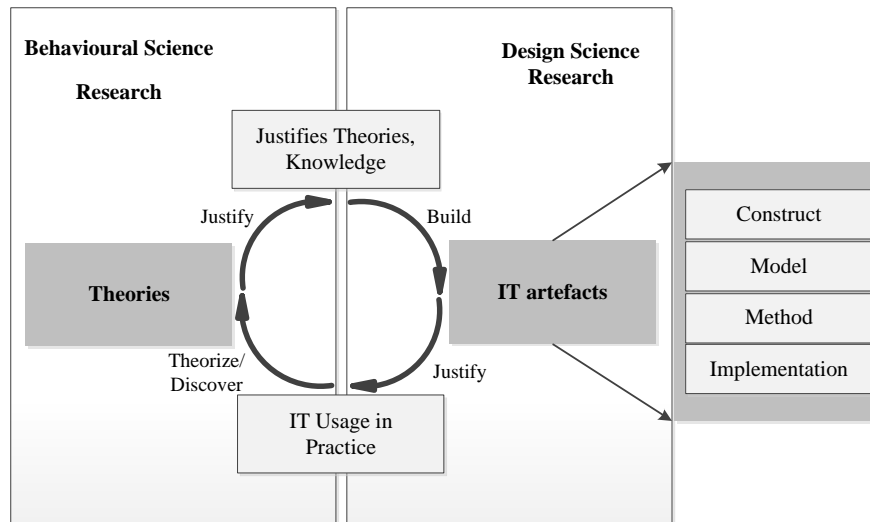 Behavioural Science
Research
Design Science
Research
Justifies Theories,
Knowledge
Justify
Build
Theories
IT artefacts
Theorize/
Discover
Justify
IT Usage in
Practice
Construct
Model
Method
Implementation